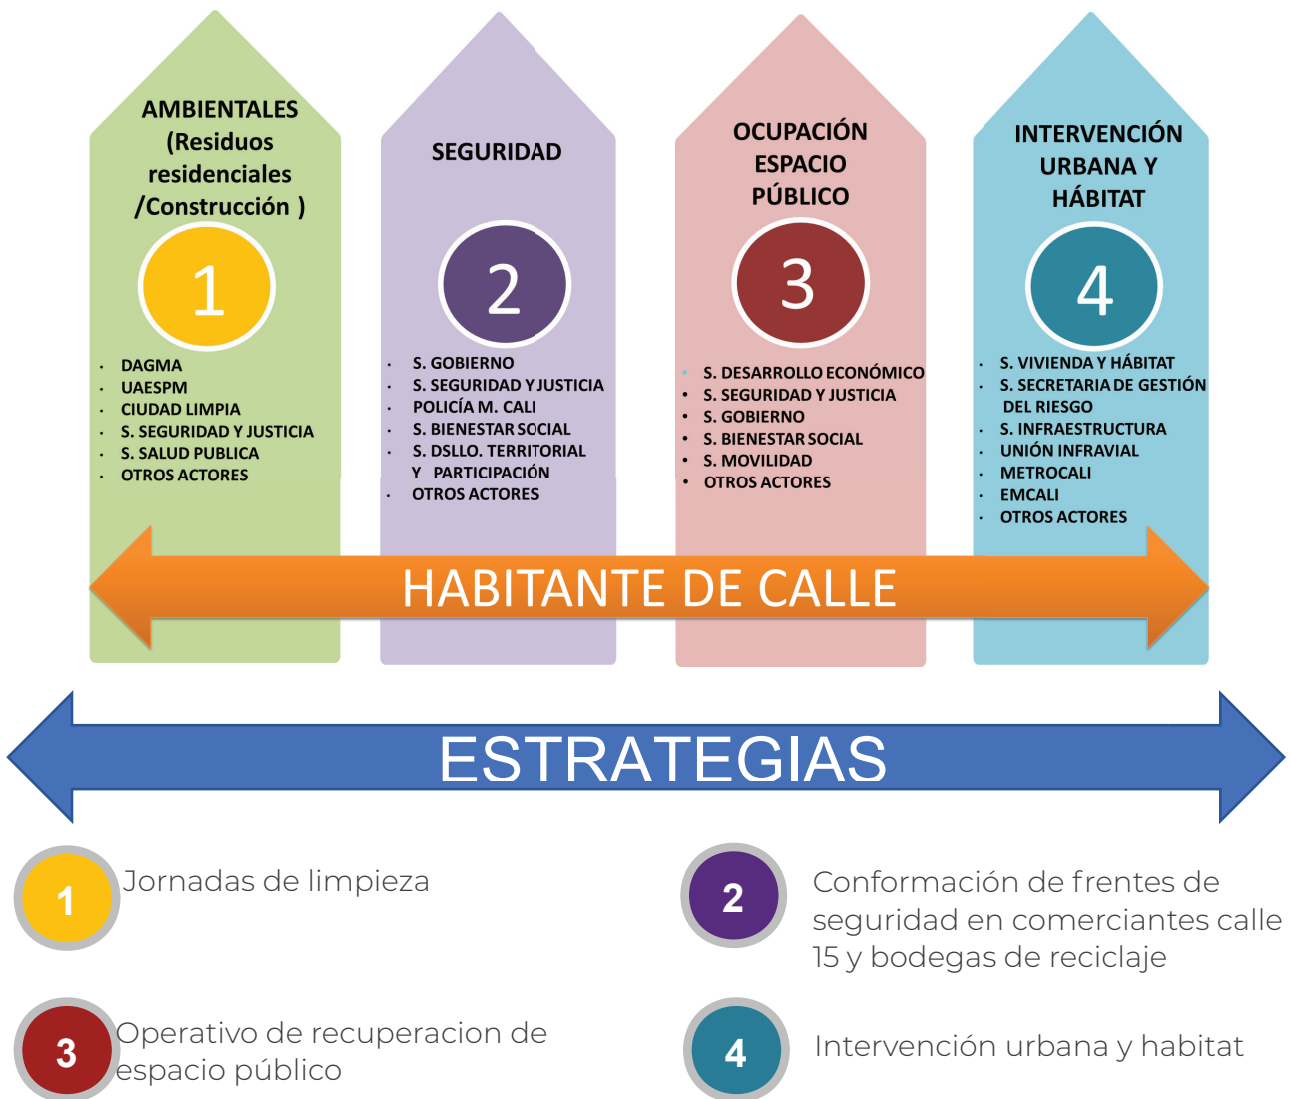 AMBIENTALES
(Residuos
residenciales
/Construcción )
1
· DAGMA
· UAESPM
· CIUDAD LIMPIA
· S. SEGURIDAD Y JUSTICIA
· S. SALUD PUBLICA
· OTROS ACTORES
SEGURIDAD
2
· S. GOBIERNO
· S. SEGURIDAD Y JUSTICIA
· POLICÍA M. CALI
· S. BIENESTAR SOCIAL
· S. DSLLO. TERRITORIAL
Y PARTICIPACIÓN
· OTROS ACTORES
OCUPACIÓN
ESPACIO
PÚBLICO
3
• S. DESARROLLO ECONÓMICO
• S. SEGURIDAD Y JUSTICIA
• S. GOBIERNO
• S. BIENESTAR SOCIAL
• S. MOVILIDAD
• OTROS ACTORES
INTERVENCIÓN
URBANA Y
HÁBITAT
4
· S. VIVIENDA Y HÁBITAT
· S. SECRETARIA DE GESTIÓN
DEL RIESGO
· S. INFRAESTRUCTURA
· UNIÓN INFRAVIAL
· METROCALI
· EMCALI
· OTROS ACTORES
HABITANTE DE CALLE
ESTRATEGIAS
1
Jornadas de limpieza
2
Conformación de frentes de
seguridad en comerciantes calle
15 y bodegas de reciclaje
3
Operativo de recuperacion de
espacio público
4
Intervención urbana y habitat